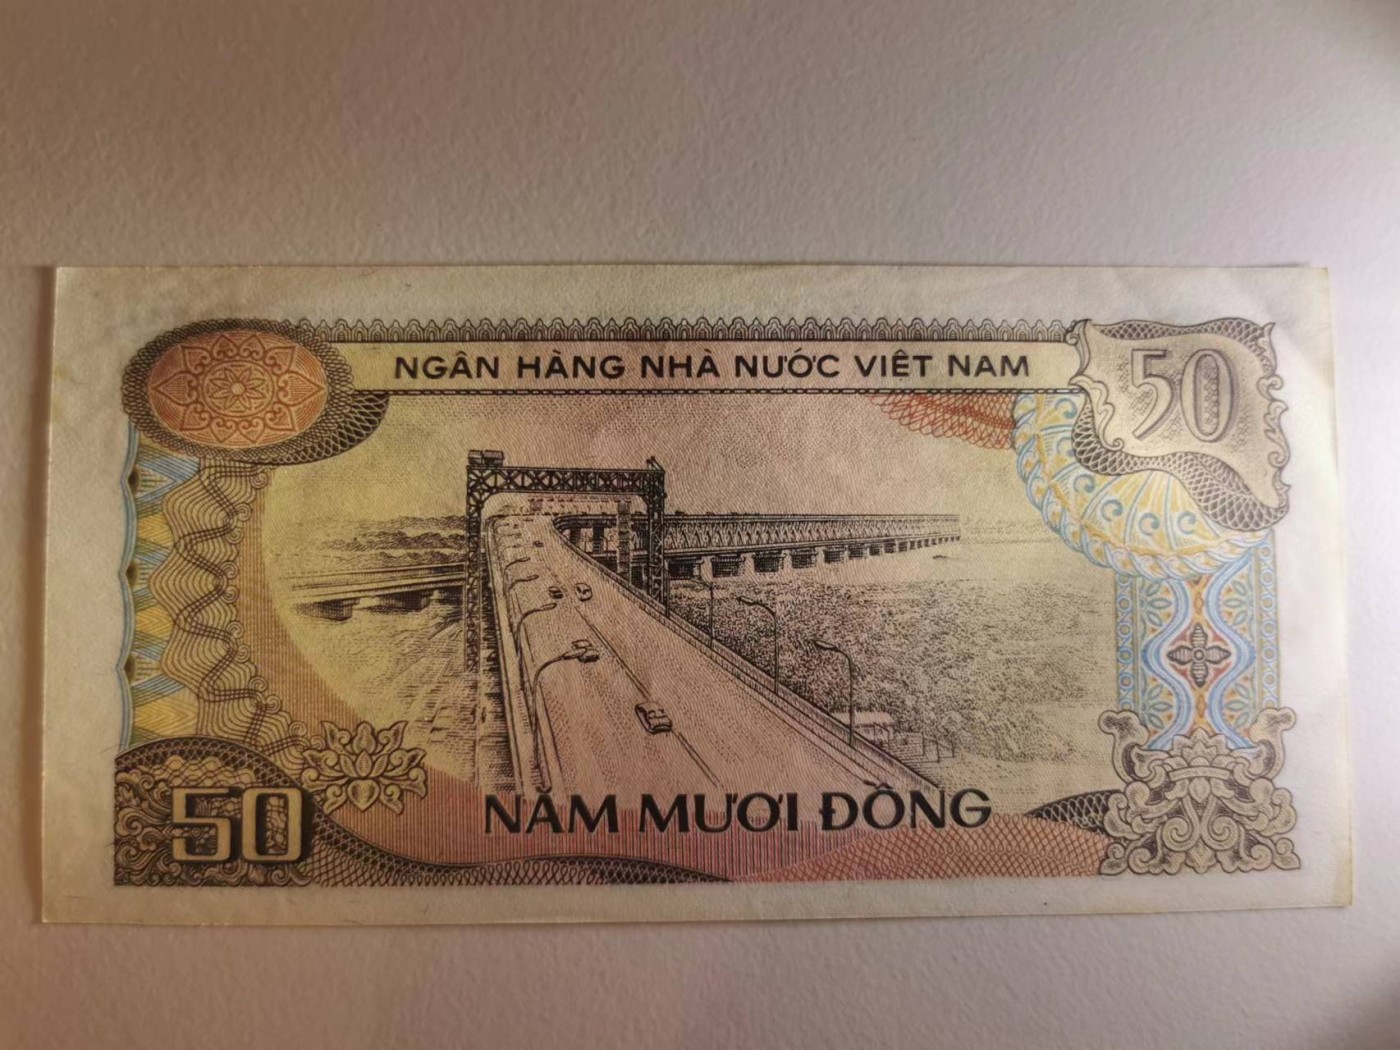 NGÂN HÀNG NHÀ NƯỚC VIỆT NAM
50
50
NĂM MƯƠI ĐỒNG